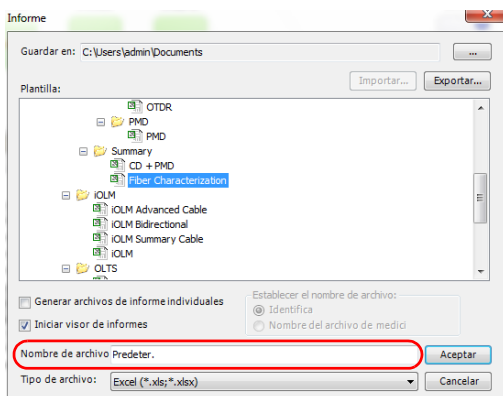 Informe
Guardar en: C:\Users\admin\Documents ...
Importar... Exportar...
Plantilla:
OTDR
PMD
PMD
Summary
CD + PMD
Fiber Characterization
iOLM
iOLM Advanced Cable
iOLM Bidirectional
iOLM Summary Cable
iOLM
OLTS
Generar archivos de informe individuales
Iniciar visor de informes
Establecer el nombre de archivo:
Identifica
Nombre del archivo de medici
Nombre de archivo Predeter. Aceptar
Tipo de archivo: Excel (*.xls;*.xlsx) Cancelar